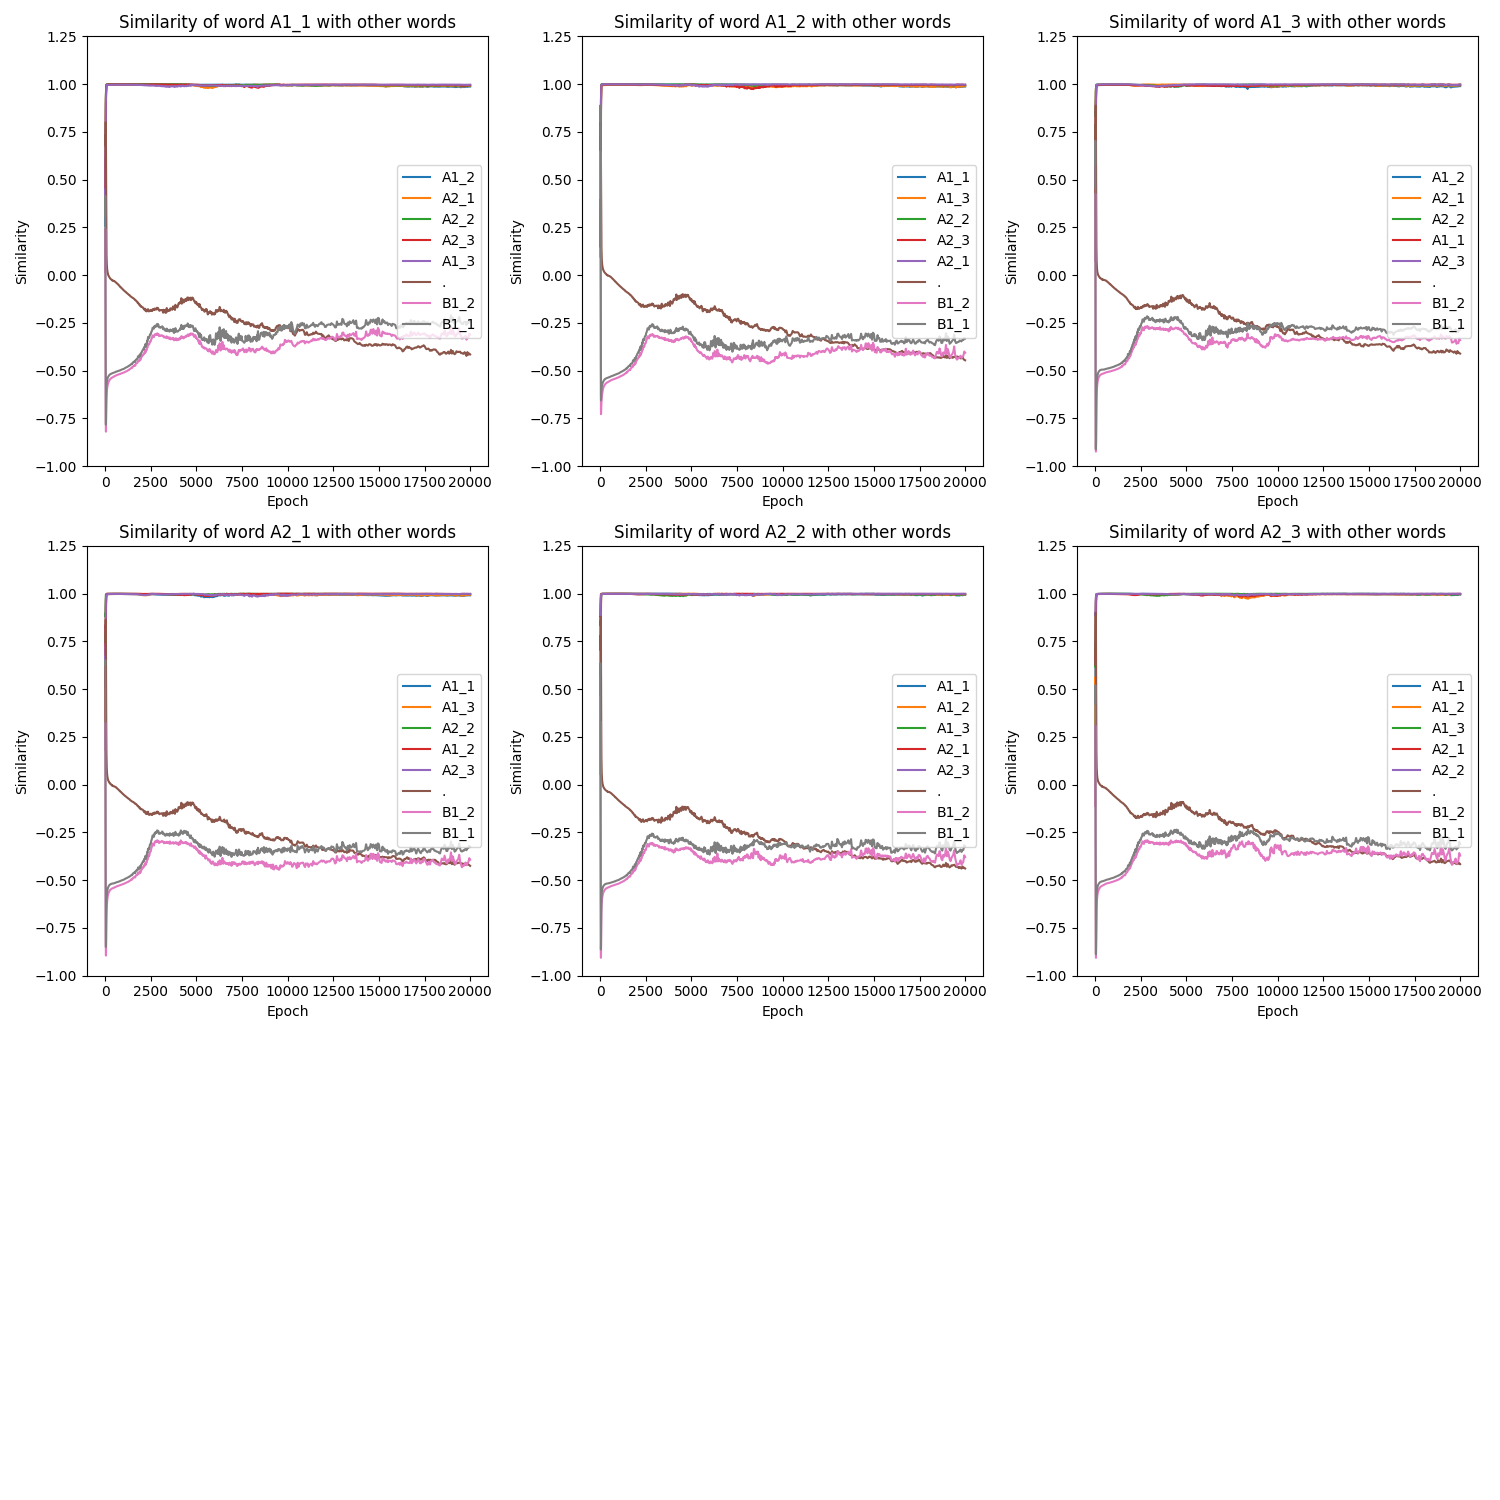 Similarity of word A1_1 with other words
Similarity
1.25
1.00
0.75
0.50
0.25
0.00
−0.25
−0.50
−0.75
−1.00
A1_2
A2_1
A2_2
A2_3
A1_3
.
B1_2
B1_1
0 2500 5000 7500 10000 12500 15000 17500 20000
Epoch
Similarity of word A1_2 with other words
Similarity
1.25
1.00
0.75
0.50
0.25
0.00
−0.25
−0.50
−0.75
−1.00
A1_1
A1_3
A2_2
A2_3
A2_1
.
B1_2
B1_1
0 2500 5000 7500 10000 12500 15000 17500 20000
Epoch
Similarity of word A1_3 with other words
Similarity
1.25
1.00
0.75
0.50
0.25
0.00
−0.25
−0.50
−0.75
−1.00
A1_2
A2_1
A2_2
A1_1
A2_3
.
B1_2
B1_1
0 2500 5000 7500 10000 12500 15000 17500 20000
Epoch
Similarity of word A2_1 with other words
Similarity
1.25
1.00
0.75
0.50
0.25
0.00
−0.25
−0.50
−0.75
−1.00
A1_1
A1_3
A2_2
A1_2
A2_3
.
B1_2
B1_1
0 2500 5000 7500 10000 12500 15000 17500 20000
Epoch
Similarity of word A2_2 with other words
Similarity
1.25
1.00
0.75
0.50
0.25
0.00
−0.25
−0.50
−0.75
−1.00
A1_1
A1_2
A1_3
A2_1
A2_3
.
B1_2
B1_1
0 2500 5000 7500 10000 12500 15000 17500 20000
Epoch
Similarity of word A2_3 with other words
Similarity
1.25
1.00
0.75
0.50
0.25
0.00
−0.25
−0.50
−0.75
−1.00
A1_1
A1_2
A1_3
A2_1
A2_2
.
B1_2
B1_1
0 2500 5000 7500 10000 12500 15000 17500 20000
Epoch